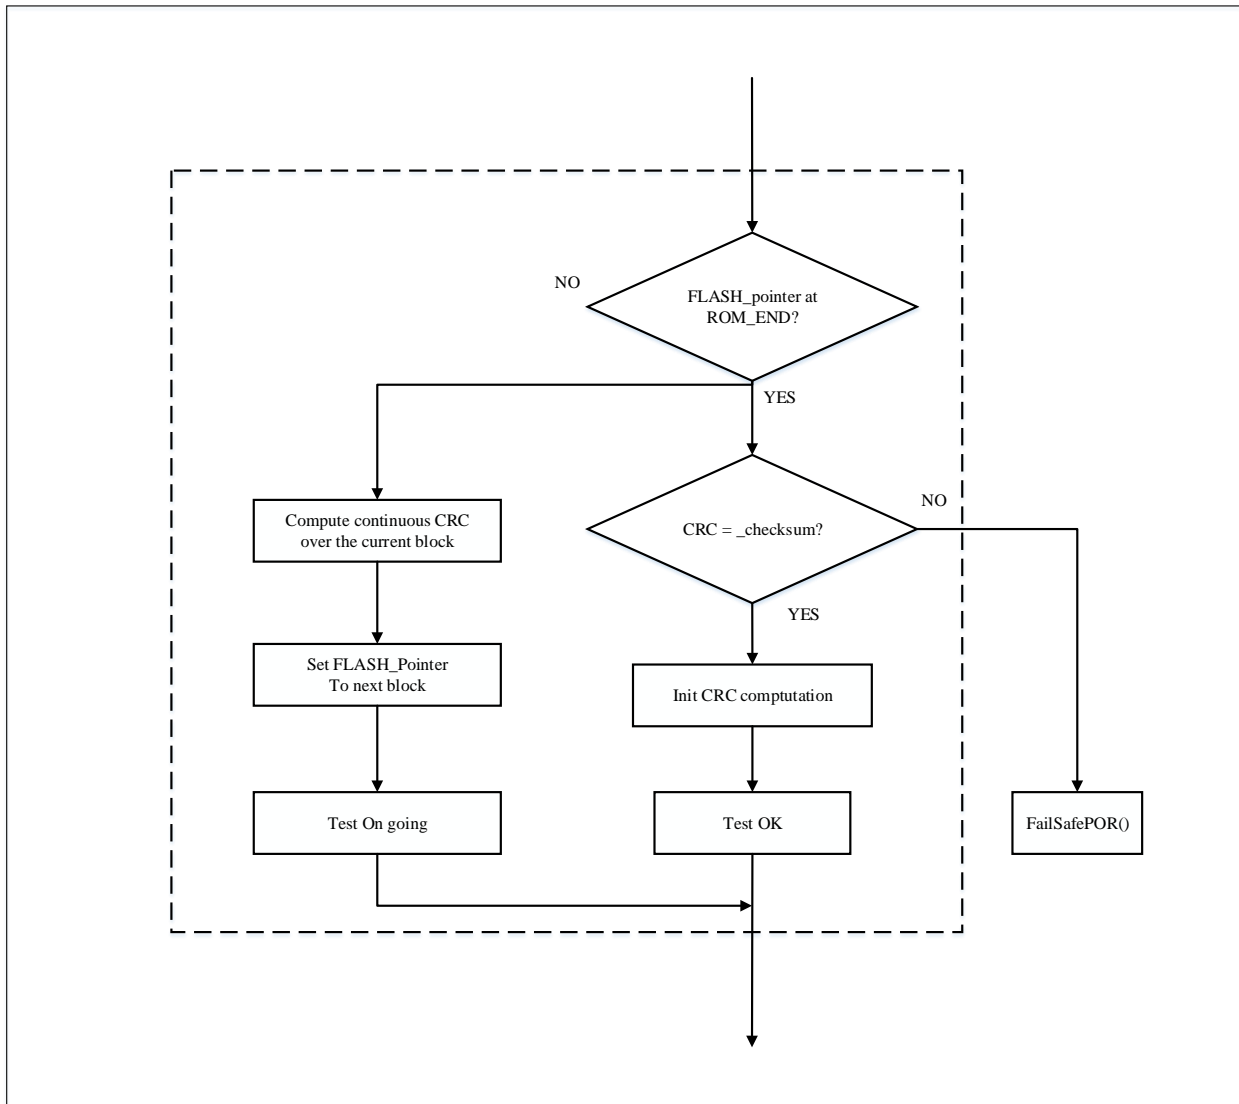 NO
FLASH_pointer at
ROM_END?
YES
Compute continuous CRC
over the current block
CRC = _checksum?
NO
YES
Set FLASH_Pointer
To next block
Init CRC comptutation
Test On going
Test OK
FailSafePOR()